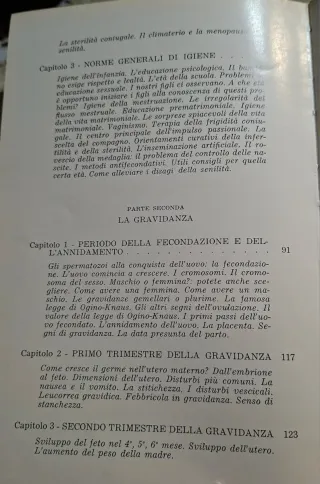 La sterilità coniugale. Il climaterio e la menopausa.
senilità.
Capitolo 3 - NORME GENERALI DI IGIENE . . . .
Igiene dell'infanzia. L'educazione psicologica. Il bam-
no esige rispetto e lealtà. L'età della scuola. Problemi
educazione sessuale. I nostri figli ci osservano. A che età
è opportuno iniziare i figli alla conoscenza di questi pro-
blemi? Igiene della mestruazione. Le irregolarità del
flusso mestruale. Educazione prematrimoniale. Igiene
della vita matrimoniale. Le sorprese spiacevoli della
vita matrimoniale. Vaginismo. Terapia della frigidità coniu-
gale. Il centro principale dell'impulso passionale. La
scelta del compagno. Orientamenti curativi della infer-
tilità e della sterilità. L'inseminazione artificiale. Il ro-
vescio della medaglia: il problema del controllo delle na-
scite. I metodi antifecondativi. Utili consigli per quella
certa età. Come alleviare i disagi della senilità.
PARTE SECONDA
LA GRAVIDANZA
Capitolo 1 - PERIODO DELLA FECONDAZIONE E DEL-
L'ANNIDAMENTO . . . . . . . . . . . . . 91
Gli spermatozoi alla conquista dell'uovo: la fecondazio-
ne. L'uovo comincia a crescere. I cromosomi. Il cromo-
soma del sesso. Maschio o femmina?: potete anche sce-
gliere. Come avere una femmina. Come avere un ma-
schio. Le gravidanze gemellari o plurime. La famosa
legge di Ogino-Knaus. Gli altri segni dell'ovulazione. Il
valore della legge di Ogino-Knaus. I primi passi dell'uo-
vo fecondato. L'annidamento dell'uovo. La placenta. Se-
gni di gravidanza. La data presunta del parto.
Capitolo 2 - PRIMO TRIMESTRE DELLA GRAVIDANZA 117
Come cresce il germe nell'utero materno? Dall'embrione
al feto. Dimensioni dell'utero. Disturbi più comuni. La
nausea e il vomito. La stitichezza. I disturbi vescicali.
Leucorrea gravidica. Febbricola in gravidanza. Senso di
stanchezza.
Capitolo 3 - SECONDO TRIMESTRE DELLA GRAVIDANZA 123
Sviluppo del feto nel 4°, 5°, 6° mese. Sviluppo dell'utero.
L'aumento del peso della madre.